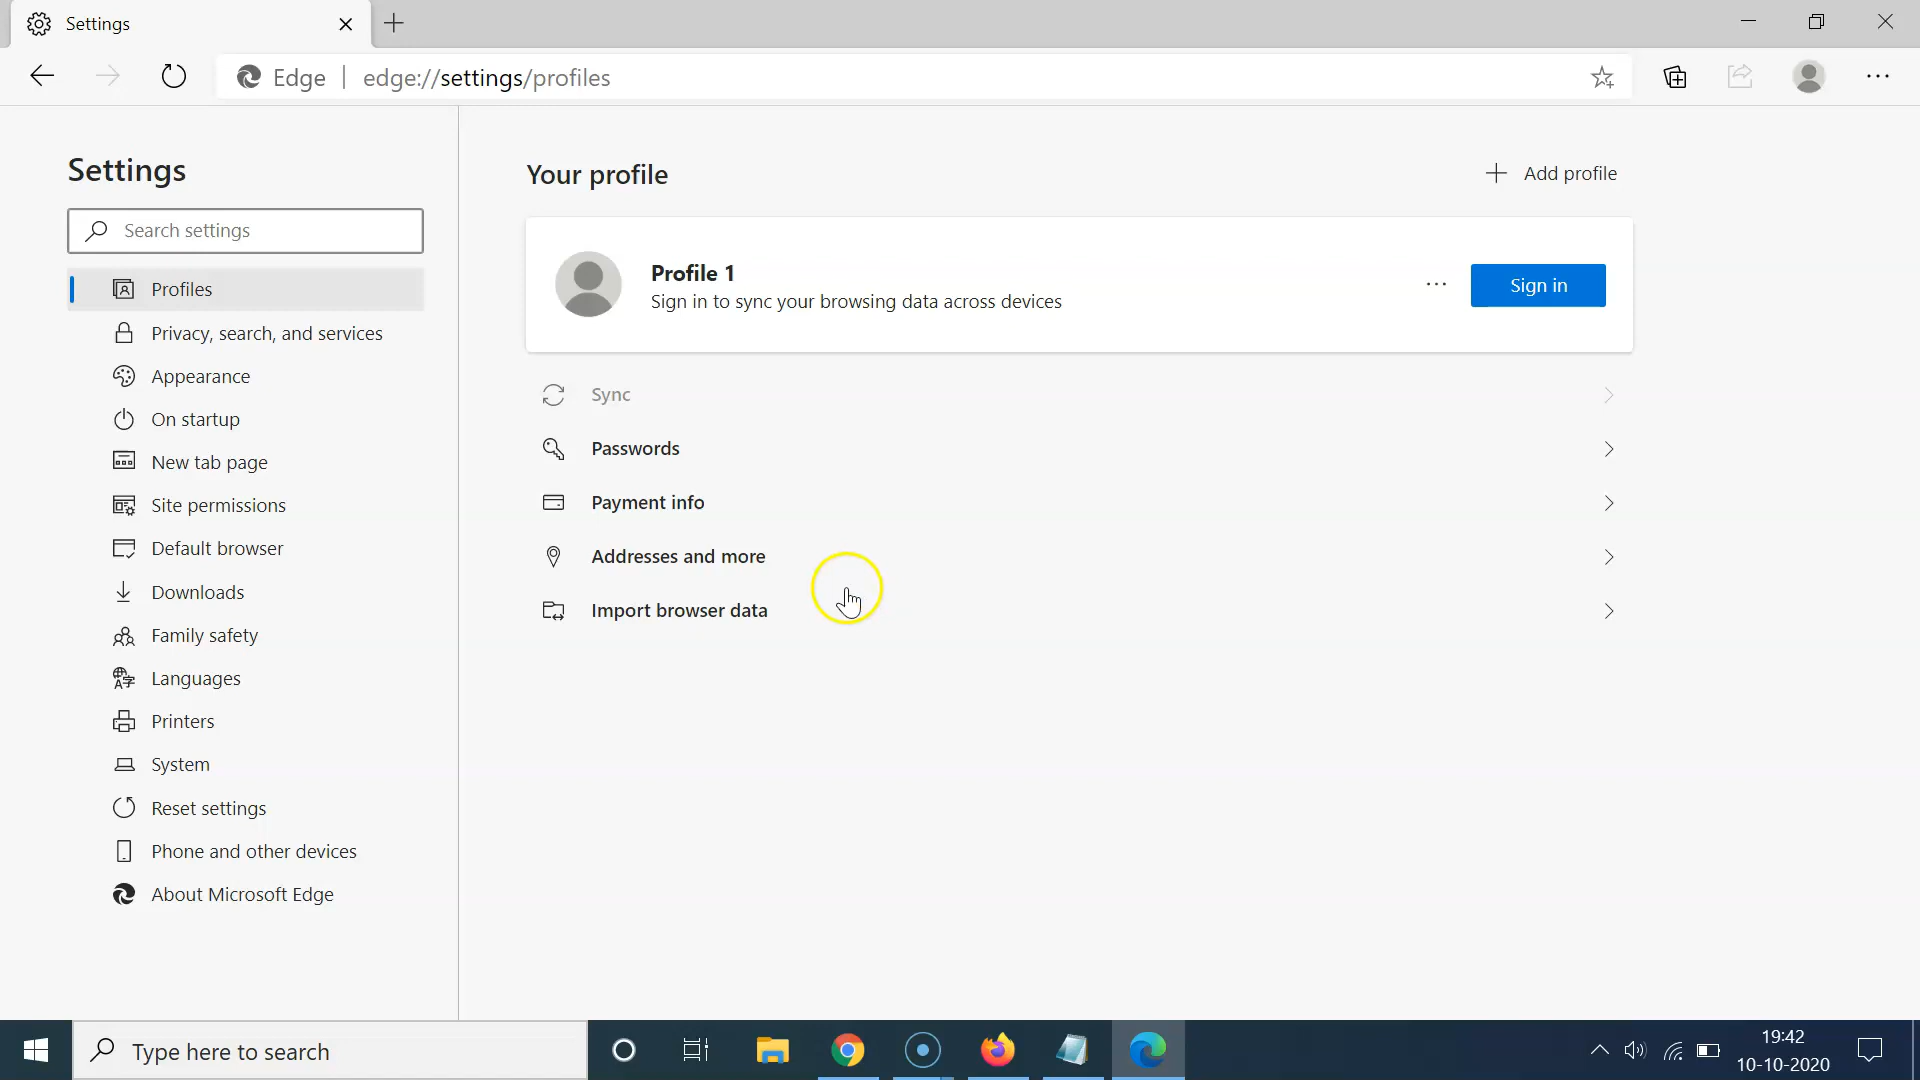 Settings
Edge | edge://settings/profiles
Settings
Search settings
Profiles
Privacy, search, and services
Appearance
On startup
New tab page
Site permissions
Default browser
Downloads
Family safety
Languages
Printers
System
Reset settings
Phone and other devices
About Microsoft Edge
Your profile
Add profile
Profile 1
Sign in to sync your browsing data across devices
Sign in
Sync
Passwords
Payment info
Addresses and more
Import browser data
Type here to search
19:42
10-10-2020